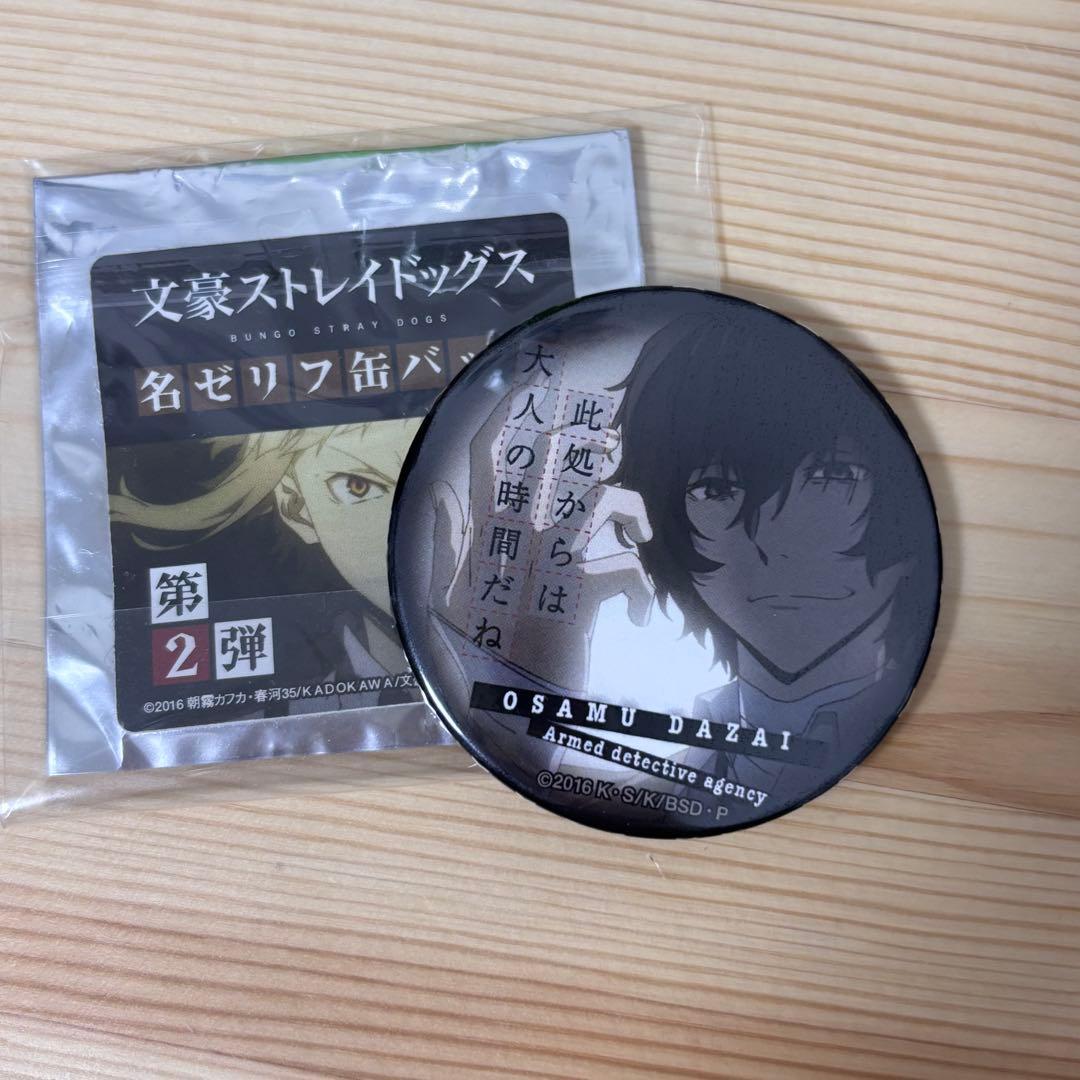 文豪ストレイドッグス
BUNGO STRAY DOGS
名ゼリフ缶バッ
第
2弾
©2016 朝霧カフカ・春河35/KADOKAWA/文
此処からは
大人の時間だね
OSAMU DAZAI
Armed detective agency
©2016 K・S/K/BSD・P